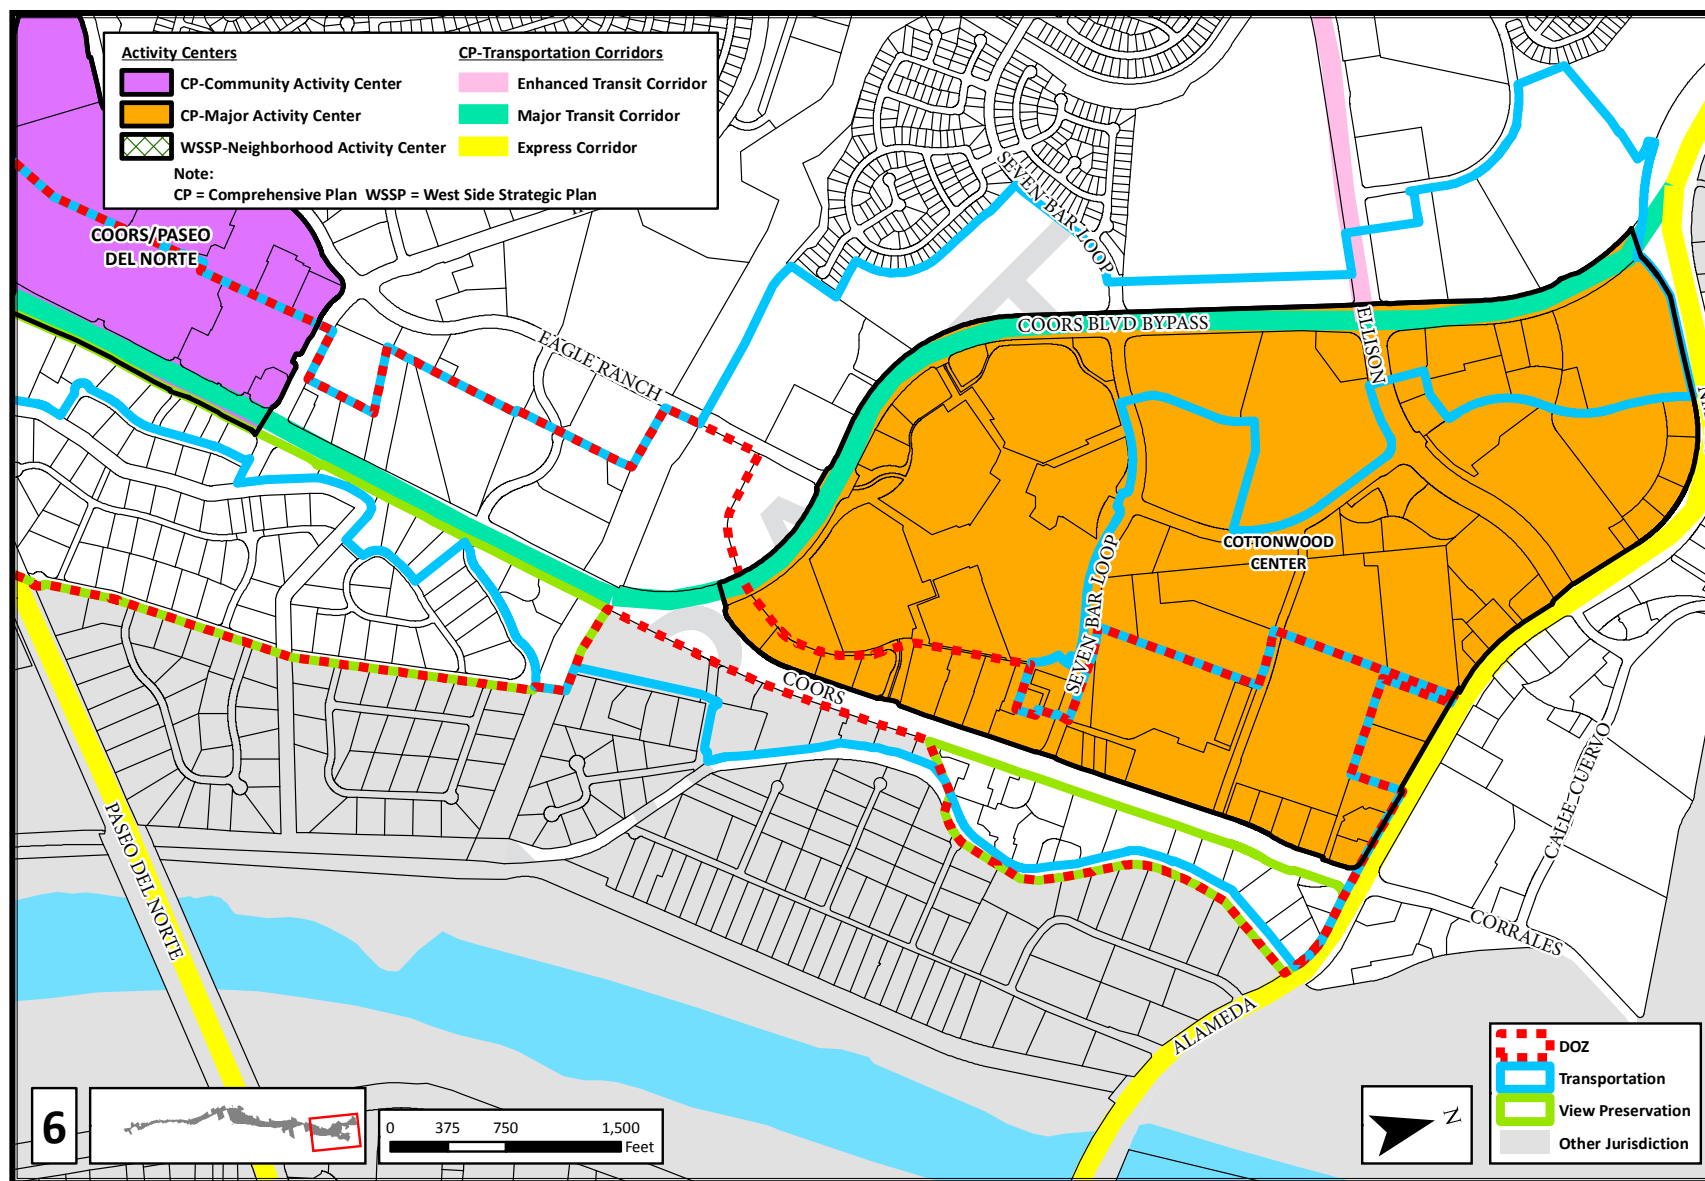 Activity Centers
CP-Community Activity Center
CP-Major Activity Center
WSSP-Neighborhood Activity Center
CP-Transportation Corridors
Enhanced Transit Corridor
Major Transit Corridor
Express Corridor
Note:
CP = Comprehensive Plan  WSSP = West Side Strategic Plan
COORS/PASEO
DEL NORTE
SEVEN BAR LOOP
EAGLE RANCH
COORS BLVD BYPASS
ELLISON
COTTONWOOD
CENTER
SEVEN BAR LOOP
COORS
CALLE CUERVO
CORRALES
PASEO DEL NORTE
ALAMEDA
DRAFT
6
0 375 750 1,500
Feet
N
DOZ
Transportation
View Preservation
Other Jurisdiction